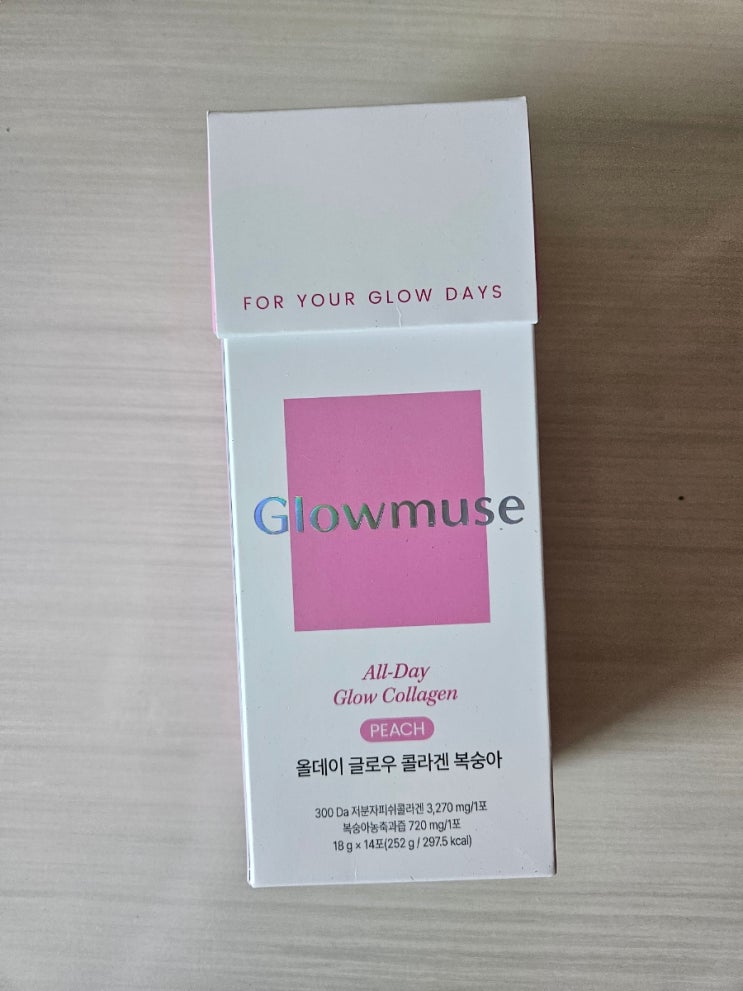 FOR YOUR GLOW DAYS
Glowmuse
All-Day
Glow Collagen
PEACH
올데이 글로우 콜라겐 복숭아
300 Da 저분자피쉬콜라겐 3,270 mg/1포
복숭아농축과즙 720 mg/1포
18 g × 14포(252 g / 297.5 kcal)